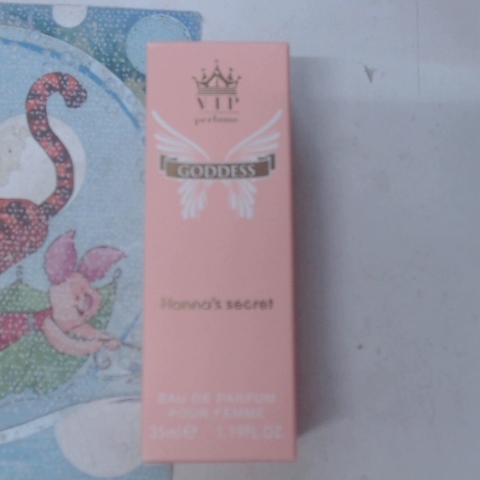 VIP
perfume
GODDESS
Hanna's secret
EAU DE PARFUM
POUR FEMME
35ml℮ 1.19FL.OZ.